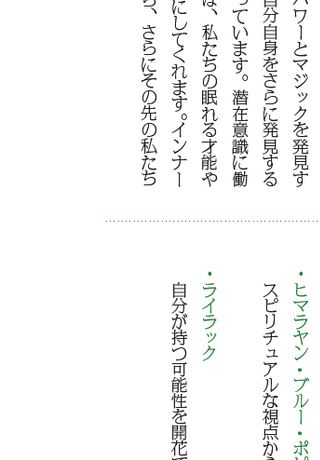 パワーとマジックを発見す
自分自身をさらに発見する
っています。潜在意識に働
は、私たちの眠れる才能や
にしてくれます。インナー
ら、さらにその先の私たち
・ヒマラヤン・ブルー・ポピ
スピリチュアルな視点から
・ライラック
自分が持つ可能性を開花で